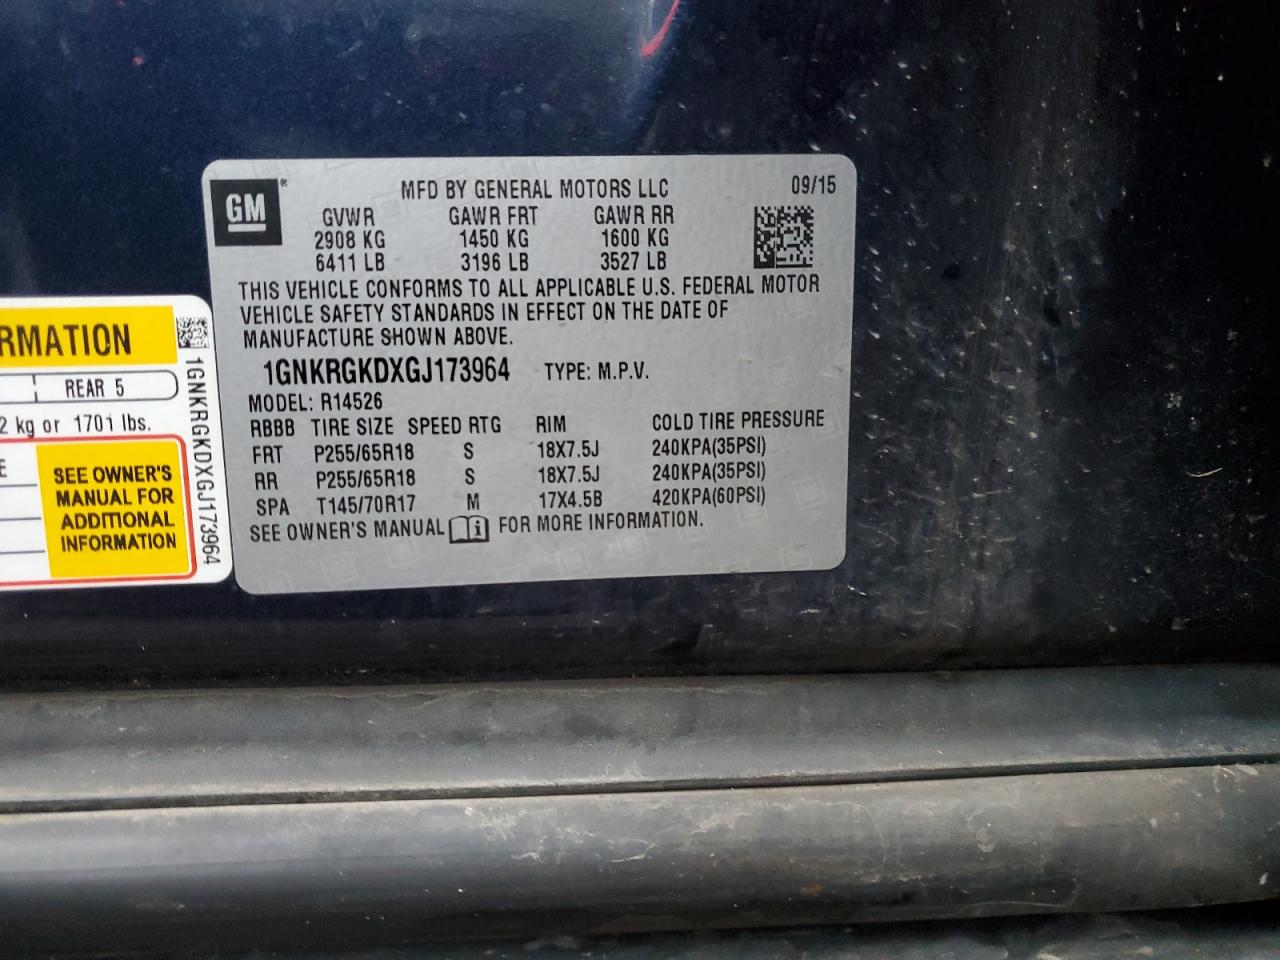 GM ® MFD BY GENERAL MOTORS LLC 09/15
GVWR GAWR FRT GAWR RR
2908 KG 1450 KG 1600 KG
6411 LB 3196 LB 3527 LB
THIS VEHICLE CONFORMS TO ALL APPLICABLE U.S. FEDERAL MOTOR
VEHICLE SAFETY STANDARDS IN EFFECT ON THE DATE OF
MANUFACTURE SHOWN ABOVE.
1GNKRGKDXGJ173964 TYPE: M.P.V.
MODEL: R14526
RBBB TIRE SIZE SPEED RTG RIM COLD TIRE PRESSURE
FRT P255/65R18 S 18X7.5J 240KPA(35PSI)
RR P255/65R18 S 18X7.5J 240KPA(35PSI)
SPA T145/70R17 M 17X4.5B 420KPA(60PSI)
SEE OWNER'S MANUAL i FOR MORE INFORMATION.
RMATION
REAR 5
2 kg or 1701 lbs.
E
SEE OWNER'S
MANUAL FOR
ADDITIONAL
INFORMATION
1GNKRGKDXGJ173964